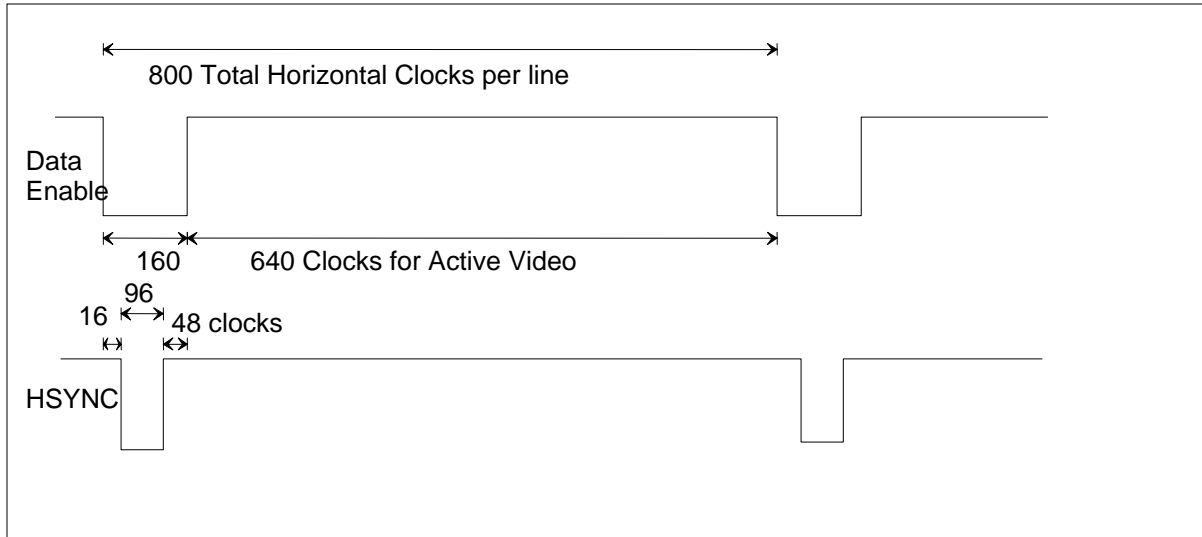 800 Total Horizontal Clocks per line
Data
Enable
160
640 Clocks for Active Video
96
16
48 clocks
HSYNC